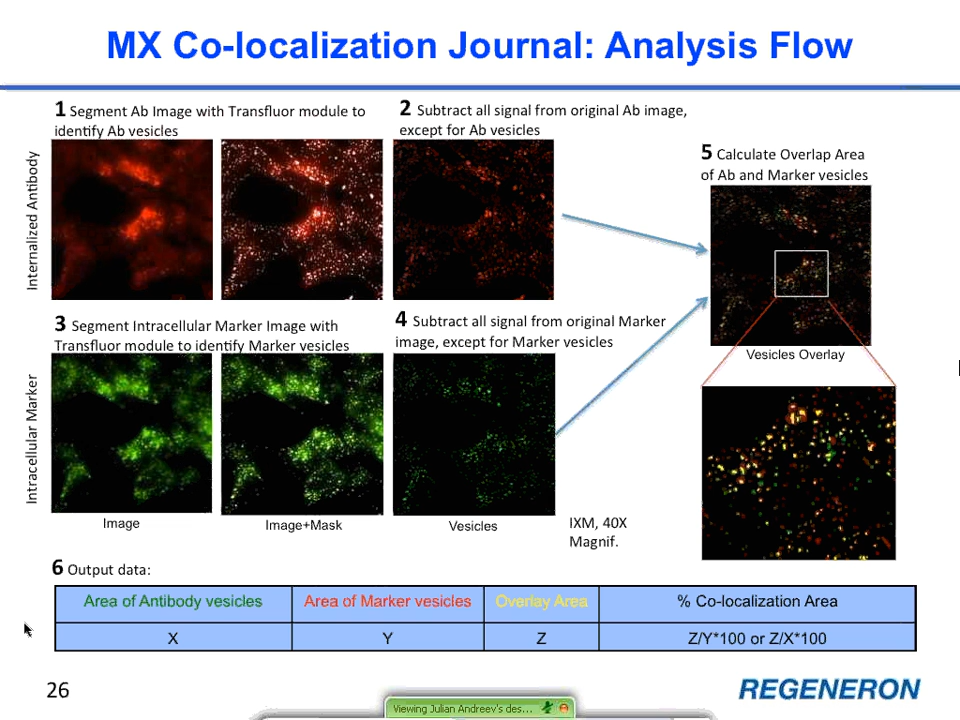 MX Co-localization Journal: Analysis Flow
1 Segment Ab Image with Transfluor module to
identify Ab vesicles
2 Subtract all signal from original Ab image,
except for Ab vesicles
5 Calculate Overlap Area
of Ab and Marker vesicles
Internalized Antibody
3 Segment Intracellular Marker Image with
Transfluor module to identify Marker vesicles
4 Subtract all signal from original Marker
image, except for Marker vesicles
Vesicles Overlay
Intracellular Marker
Image
Image+Mask
Vesicles
IXM, 40X
Magnif.
6 Output data:
Area of Antibody vesicles
Area of Marker vesicles
Overlay Area
% Co-localization Area
X
Y
Z
Z/Y*100 or Z/X*100
26
REGENERON
Viewing Julian Andreev's des...